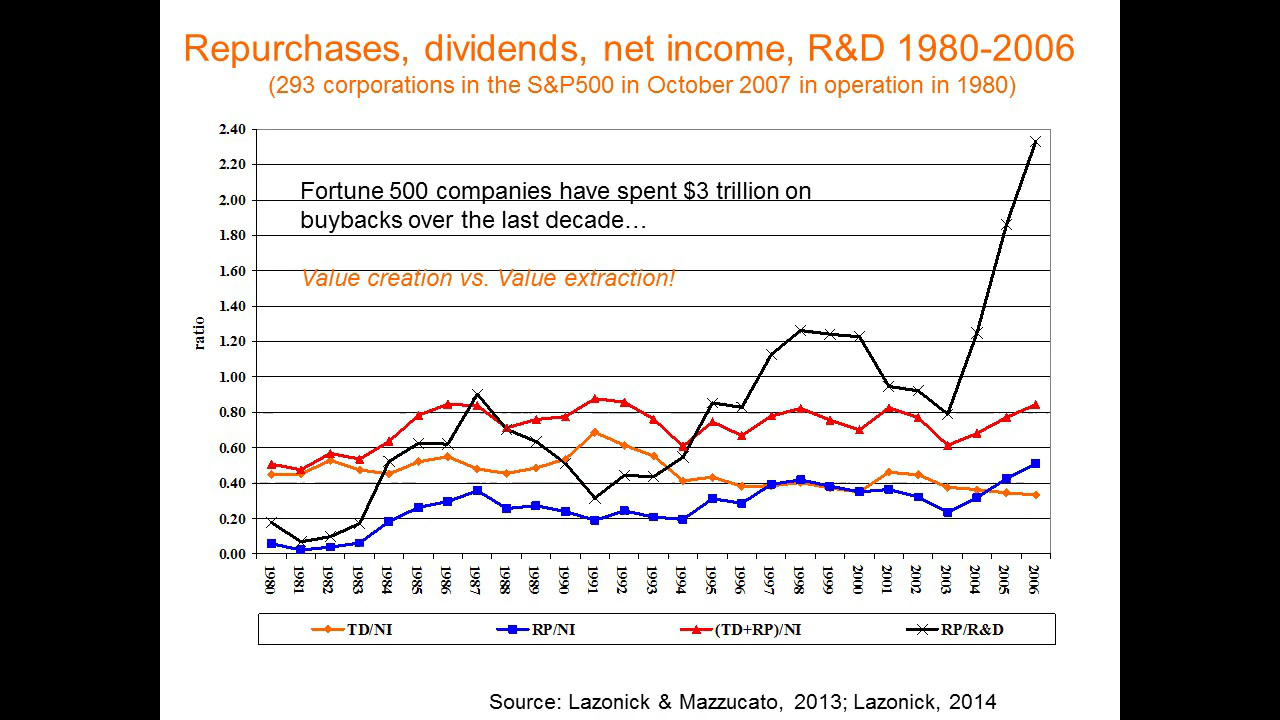 Repurchases, dividends, net income, R&D 1980-2006
(293 corporations in the S&P500 in October 2007 in operation in 1980)
2.40
2.20
2.00
1.80
1.60
1.40
1.20
1.00
0.80
0.60
0.40
0.20
0.00
ratio
Fortune 500 companies have spent $3 trillion on
buybacks over the last decade…
Value creation vs. Value extraction!
1980 1981 1982 1983 1984 1985 1986 1987 1988 1989 1990 1991 1992 1993 1994 1995 1996 1997 1998 1999 2000 2001 2002 2003 2004 2005 2006
TD/NI RP/NI (TD+RP)/NI RP/R&D
Source: Lazonick & Mazzucato, 2013; Lazonick, 2014